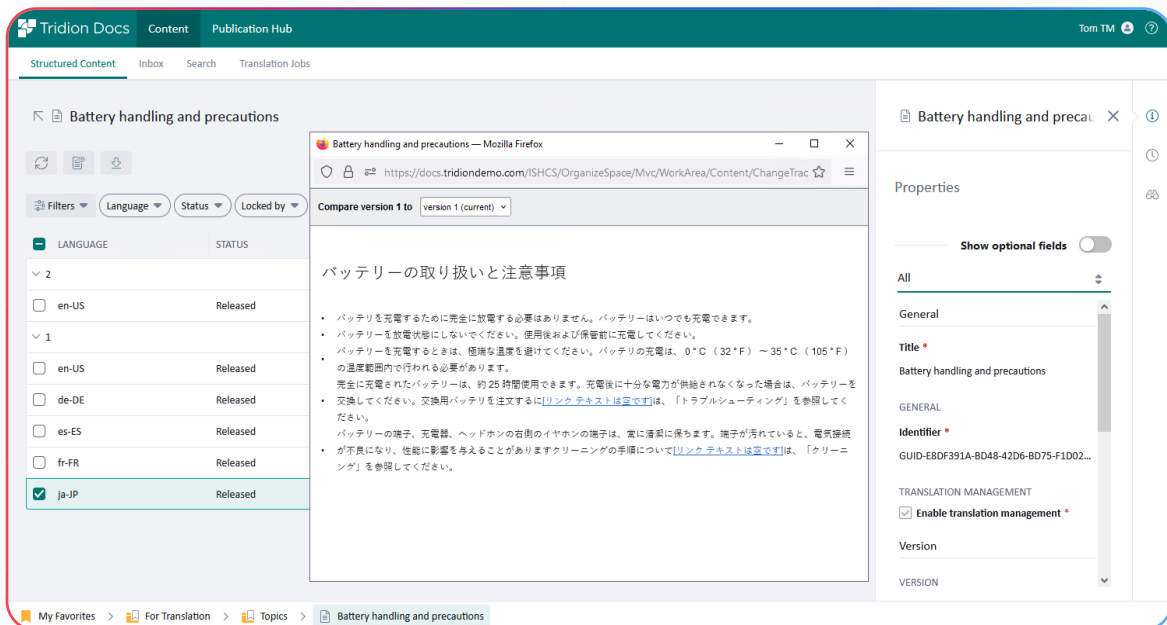 Tridion Docs Content Publication Hub Tom TM
Structured Content Inbox Search Translation Jobs
Battery handling and precautions
Filters Language Status Locked by
LANGUAGE STATUS
2
en-US Released
1
en-US Released
de-DE Released
es-ES Released
fr-FR Released
ja-JP Released
Battery handling and precautions — Mozilla Firefox
https://docs.tridiondemo.com/ISHCS/OrganizeSpace/Mvc/WorkArea/Content/ChangeTrac
Compare version 1 to version 1 (current)
バッテリーの取り扱いと注意事項
• バッテリを充電するために完全に放電する必要はありません。バッテリーはいつでも充電できます。
• バッテリーを放電状態にしないでください。使用後および保管前に充電してください。
• バッテリーを充電するときは、極端な温度を避けてください。バッテリの充電は、 0°C （ 32°F ） ～ 35°C （ 105°F ）
の温度範囲内で行われる必要があります。
完全に充電されたバッテリーは、約 25 時間使用できます。充電後に十分な電力が供給されなくなった場合は、バッテリーを
• 交換してください。交換用バッテリを注文するに[リンク テキストは空です]は、「トラブルシューティング」を参照してく
ださい。
バッテリーの端子、充電器、ヘッドホンの右側のイヤホンの端子は、常に清潔に保ちます。端子が汚れていると、電気接続
• が不良になり、性能に影響を与えることがありますクリーニングの手順について[リンク テキストは空です]は、「クリーニ
ング」を参照してください。
Battery handling and precau
Properties
Show optional fields
All
General
Title *
Battery handling and precautions
GENERAL
Identifier *
GUID-E8DF391A-BD48-42D6-BD75-F1D02...
TRANSLATION MANAGEMENT
Enable translation management *
Version
VERSION
My Favorites > For Translation > Topics > Battery handling and precautions